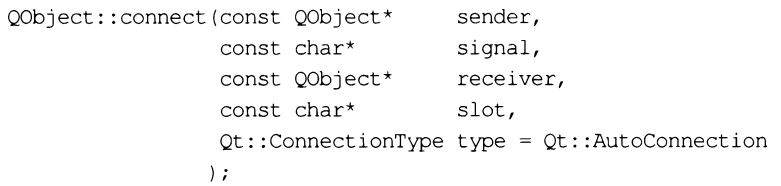 QObject::connect(const QObject* sender,
const char* signal,
const QObject* receiver,
const char* slot,
Qt::ConnectionType type = Qt::AutoConnection
);